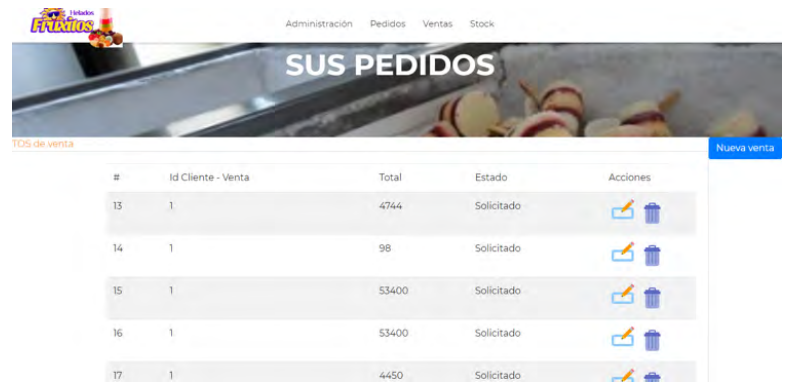 Helados
Fruxitos
Administración Pedidos Ventas Stock
SUS PEDIDOS
TOS de venta
Nueva venta
# Id Cliente - Venta Total Estado Acciones
13 1 4744 Solicitado
14 1 98 Solicitado
15 1 53400 Solicitado
16 1 53400 Solicitado
17 1 4450 Solicitado